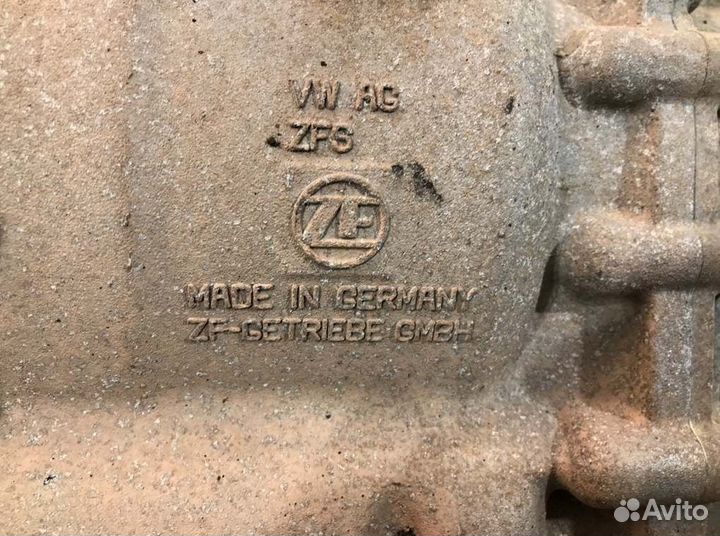 VW AG
ZFS
ZF
MADE IN GERMANY
ZF-GETRIEBE GMBH
Avito